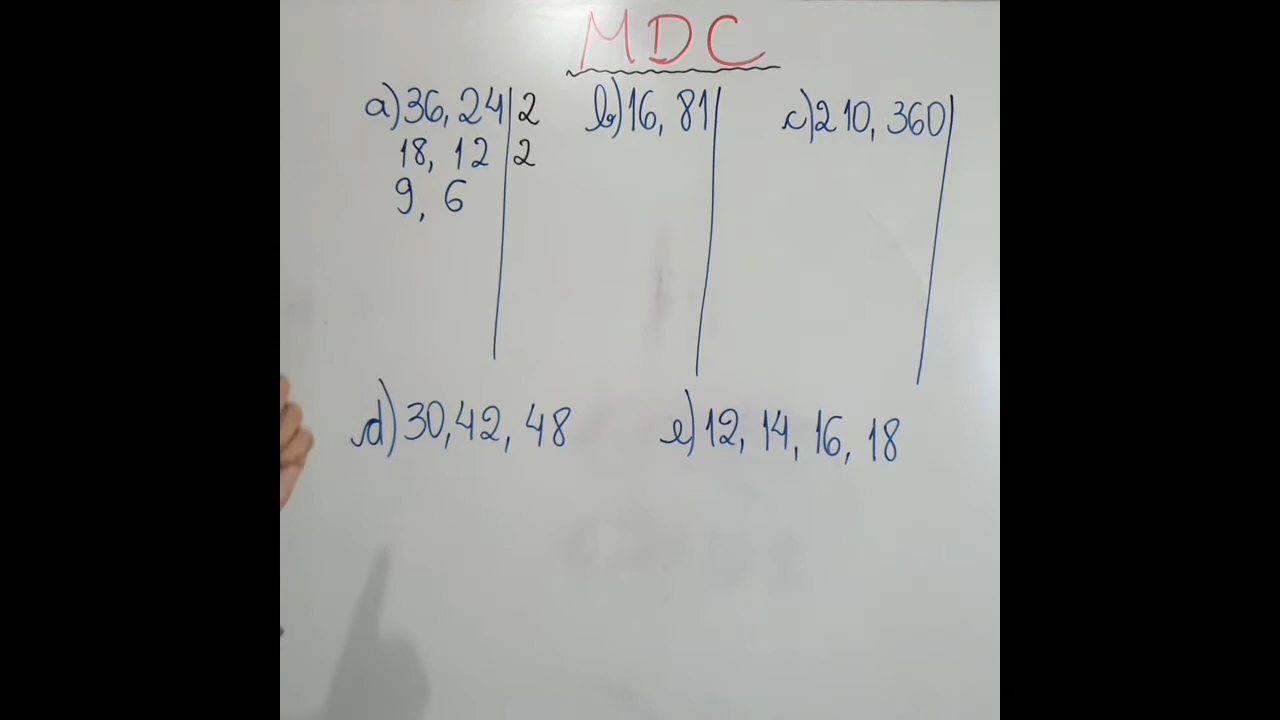 MDC
a) 36, 24 | 2
18, 12 | 2
9, 6
b) 16, 81
c) 210, 360
d) 30, 42, 48
e) 12, 14, 16, 18